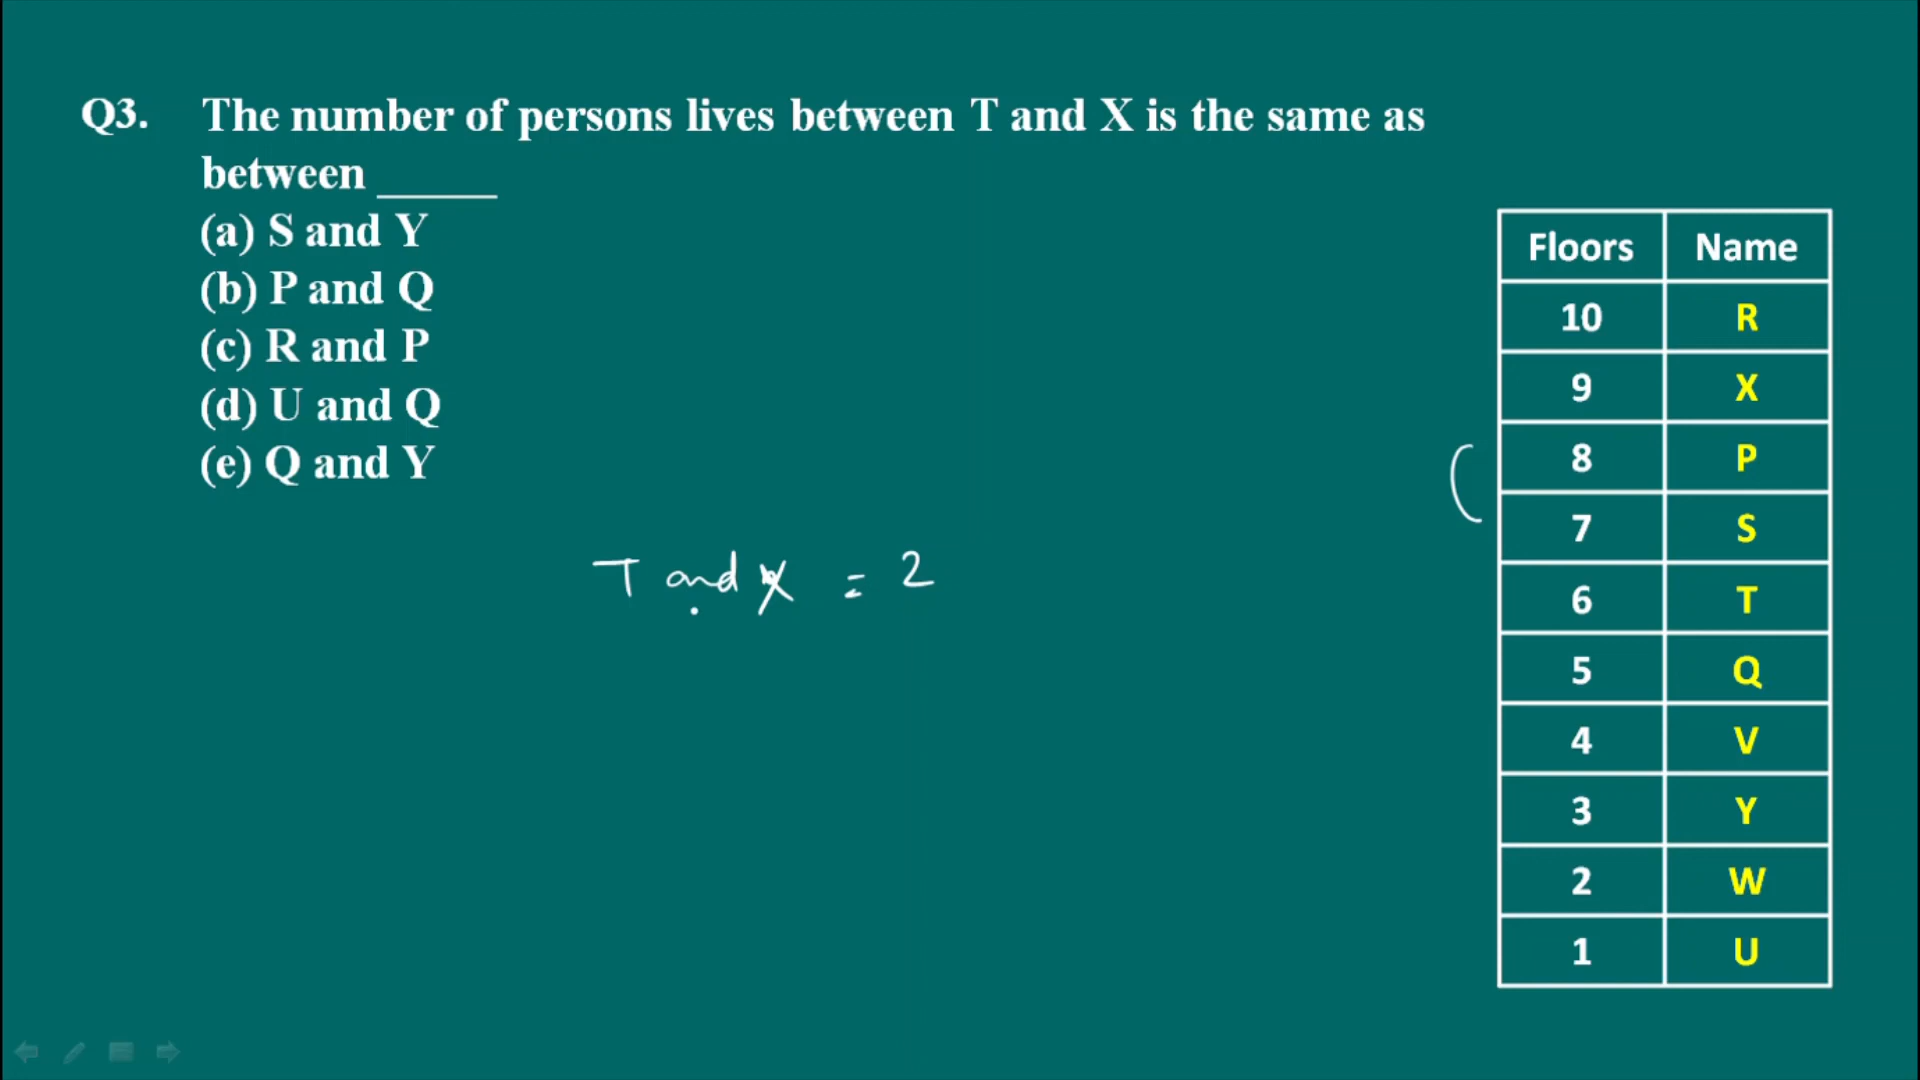 Q3. The number of persons lives between T and X is the same as
between ______
(a) S and Y
(b) P and Q
(c) R and P
(d) U and Q
(e) Q and Y
T and X = 2
Floors Name
10 R
9 X
8 P
7 S
6 T
5 Q
4 V
3 Y
2 W
1 U